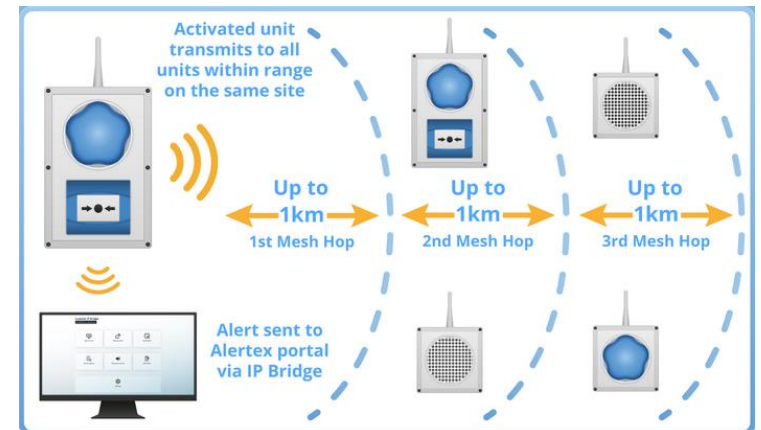 Activated unit
transmits to all
units within range
on the same site
Up to
1km
1st Mesh Hop
Up to
1km
2nd Mesh Hop
Up to
1km
3rd Mesh Hop
Alert sent to
Alertex portal
via IP Bridge